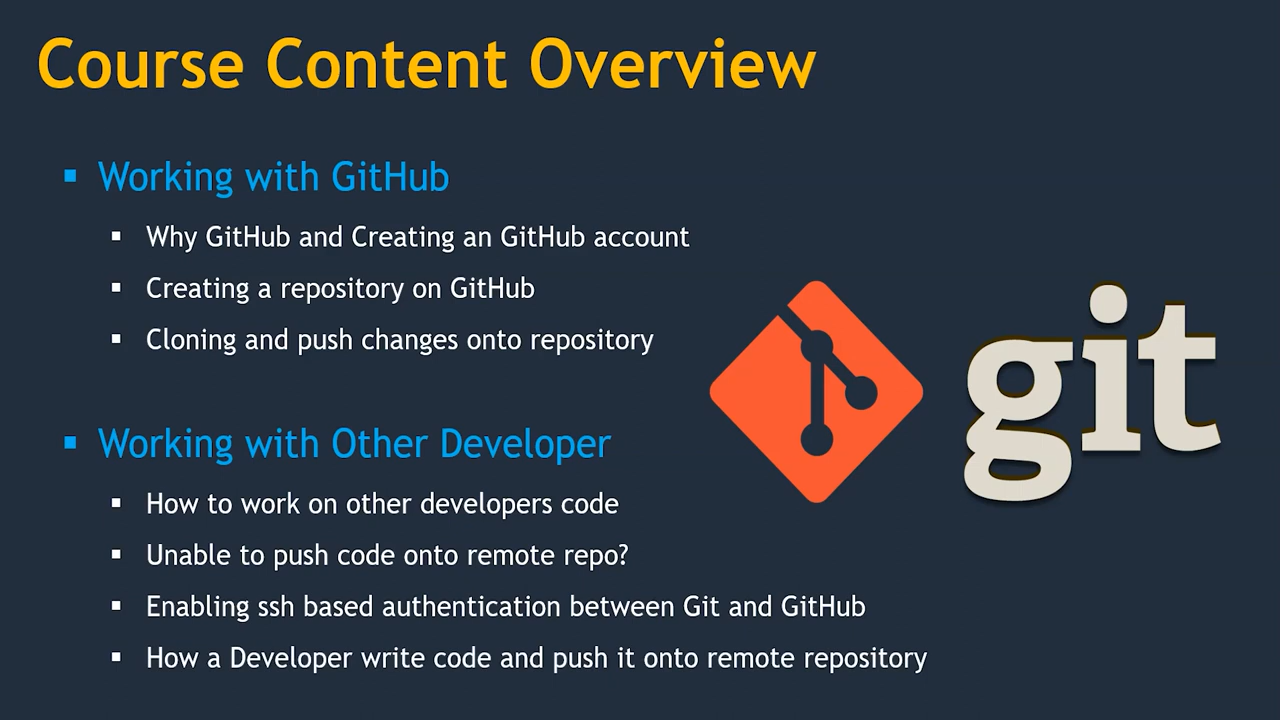 Course Content Overview
Working with GitHub
Why GitHub and Creating an GitHub account
Creating a repository on GitHub
Cloning and push changes onto repository
git
Working with Other Developer
How to work on other developers code
Unable to push code onto remote repo?
Enabling ssh based authentication between Git and GitHub
How a Developer write code and push it onto remote repository